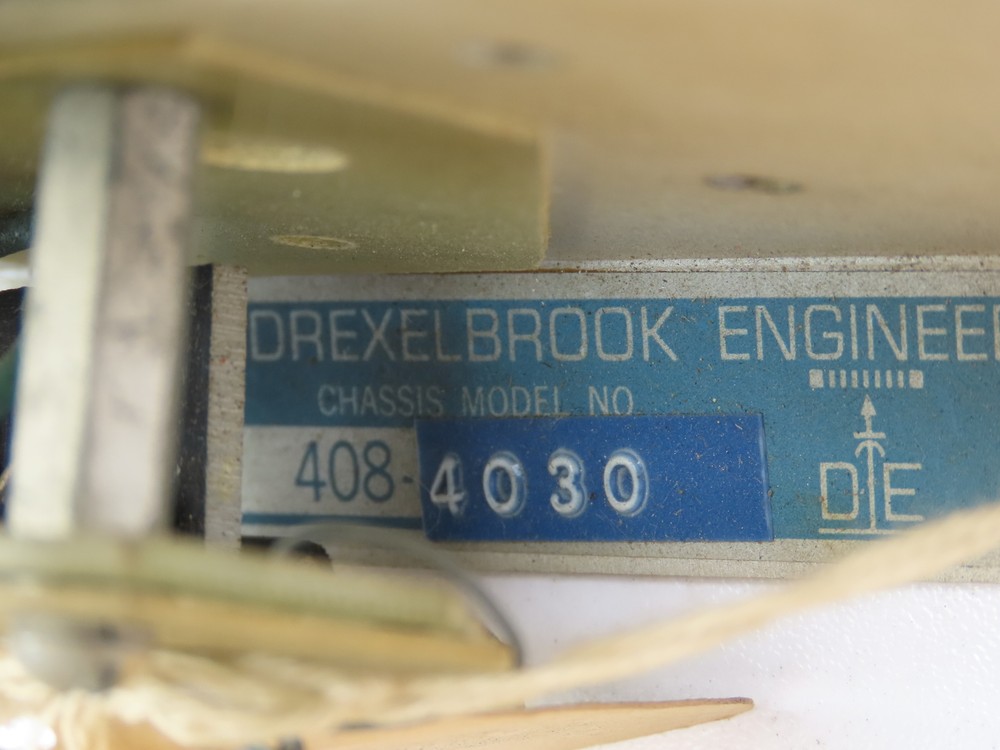 DREXELBROOK ENGINEE
CHASSIS MODEL NO
408-4030
DE